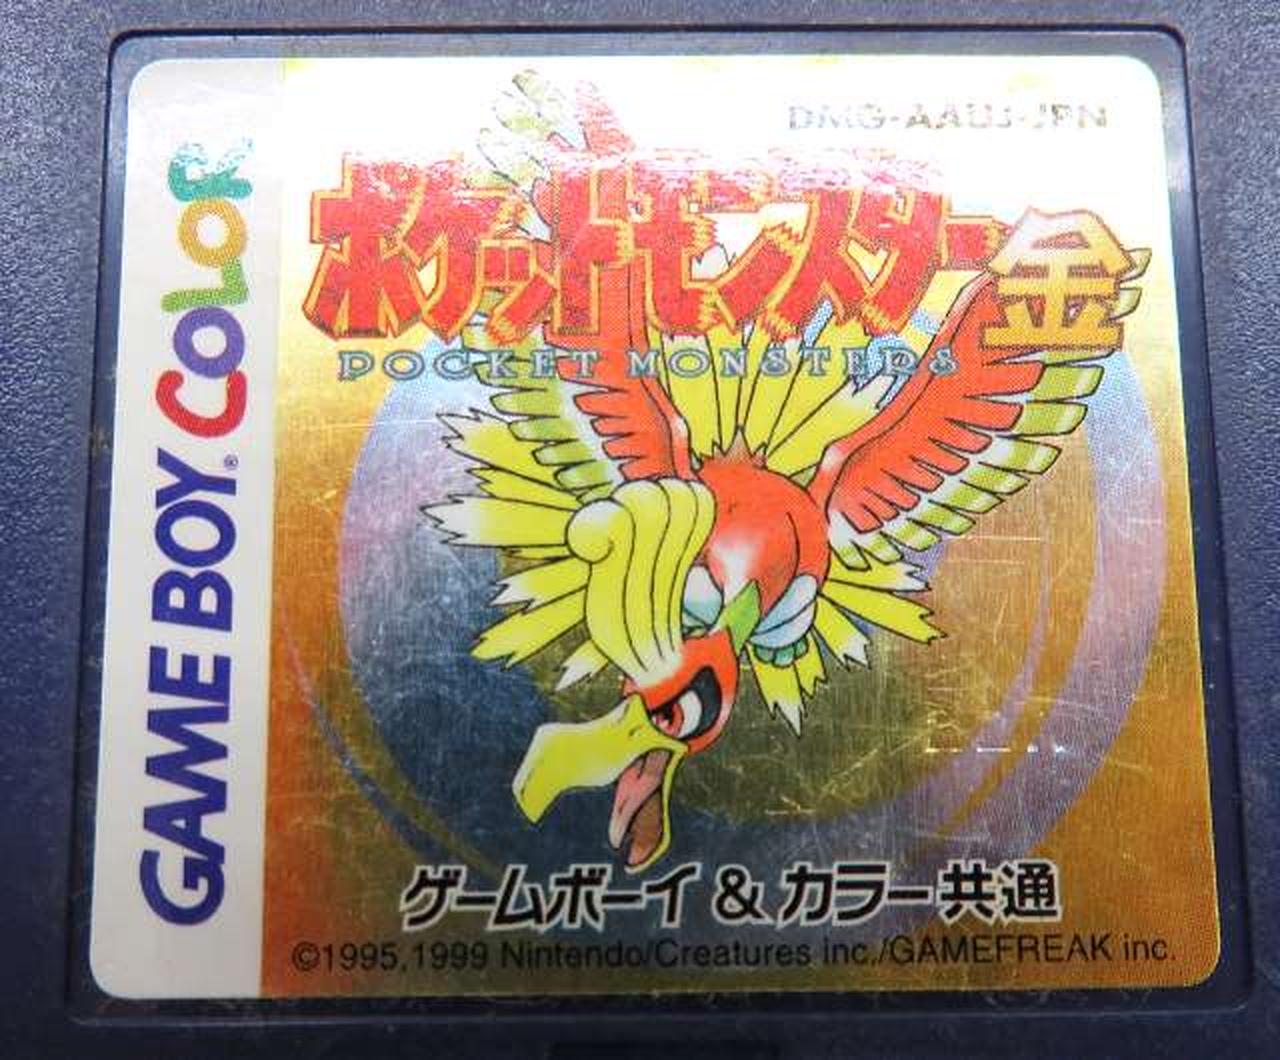 DMG-AAUJ-JPN
ポケットモンスター金
POCKET MONSTERS
GAME BOY COLOR
ゲームボーイ & カラー共通
©1995,1999 Nintendo/Creatures inc./GAMEFREAK inc.